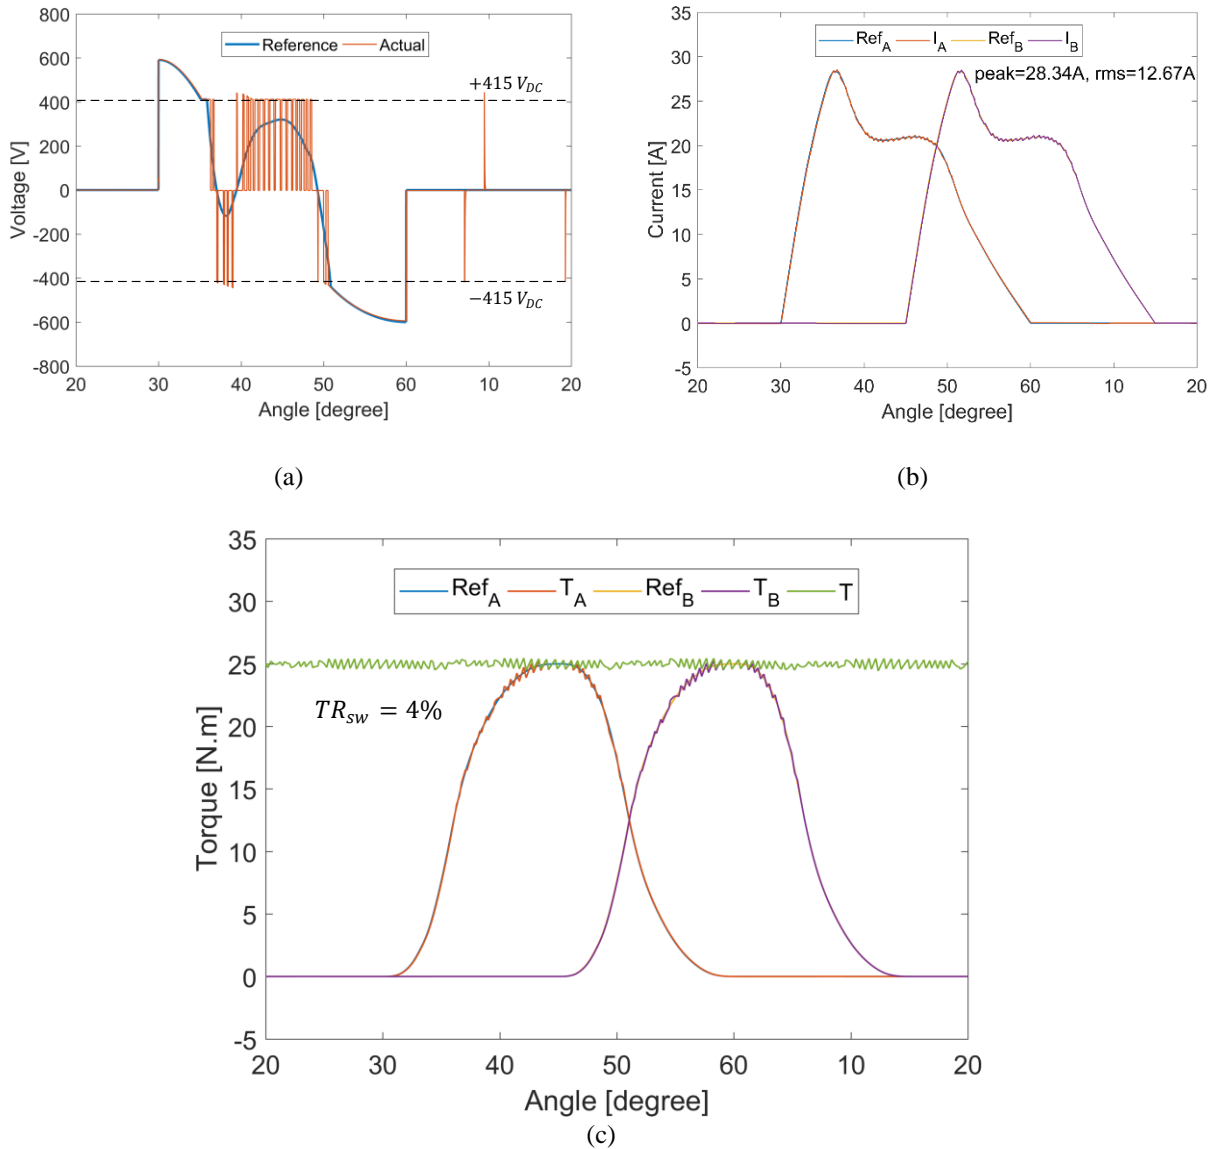 800
600
400
200
0
-200
-400
-600
-800
Voltage [V]
Reference Actual
+415 V_DC
−415 V_DC
20 30 40 50 60 10 20
Angle [degree]
(a)
35
30
25
20
15
10
5
0
-5
Current [A]
Ref_A I_A Ref_B I_B
peak=28.34A, rms=12.67A
20 30 40 50 60 10 20
Angle [degree]
(b)
35
30
25
20
15
10
5
0
-5
Torque [N.m]
Ref_A T_A Ref_B T_B T
TR_sw = 4%
20 30 40 50 60 10 20
Angle [degree]
(c)